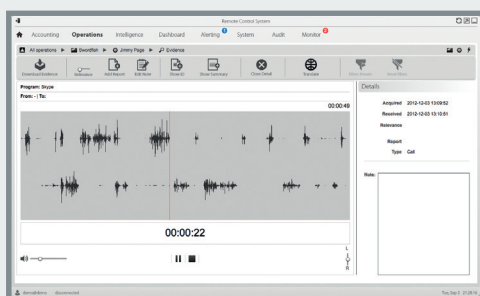 Remote Control System
Accounting Operations Intelligence Dashboard Alerting System Audit Monitor
All operations Swordfish Jimmy Page Evidence
Download Evidence Relevance Add Report Edit Note Show ID Show Summary Close Detail Translate
Program: Skype
From: - | To:
00:00:49
00:00:22
L
R
Details
Acquired 2012-12-03 13:09:52
Received 2012-12-03 13:10:51
Relevance
Report
Type Call
Note:
disconnected